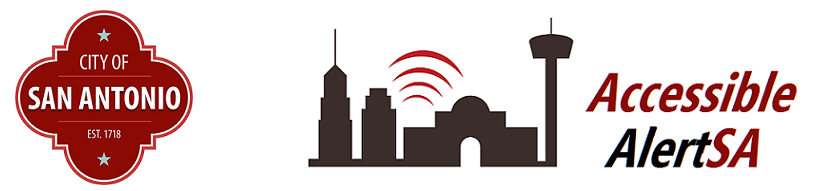 CITY OF
SAN ANTONIO
EST. 1718
Accessible
AlertSA